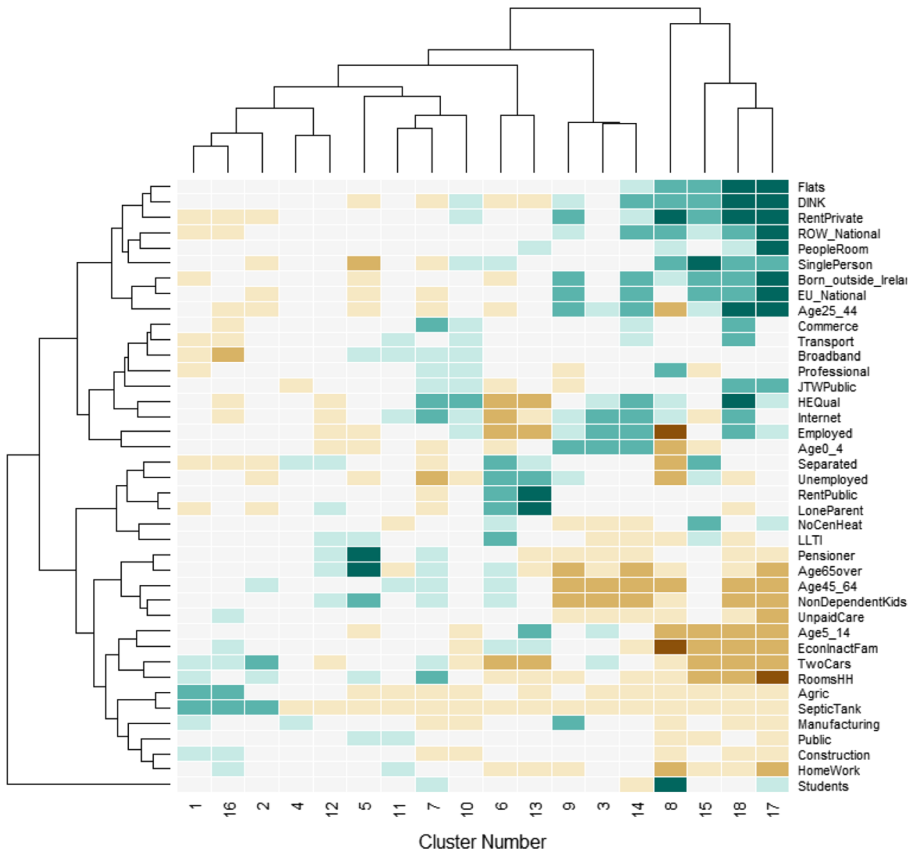 Flats
DINK
RentPrivate
ROW_National
PeopleRoom
SinglePerson
Born_outside_Irela
EU_National
Age25_44
Commerce
Transport
Broadband
Professional
JTWPublic
HEQual
Internet
Employed
Age0_4
Separated
Unemployed
RentPublic
LoneParent
NoCenHeat
LLTI
Pensioner
Age65over
Age45_64
NonDependentKids
UnpaidCare
Age5_14
EconInactFam
TwoCars
RoomsHH
Agric
SepticTank
Manufacturing
Public
Construction
HomeWork
Students
1 16 2 4 12 5 11 7 10 6 13 9 3 14 8 15 18 17
Cluster Number